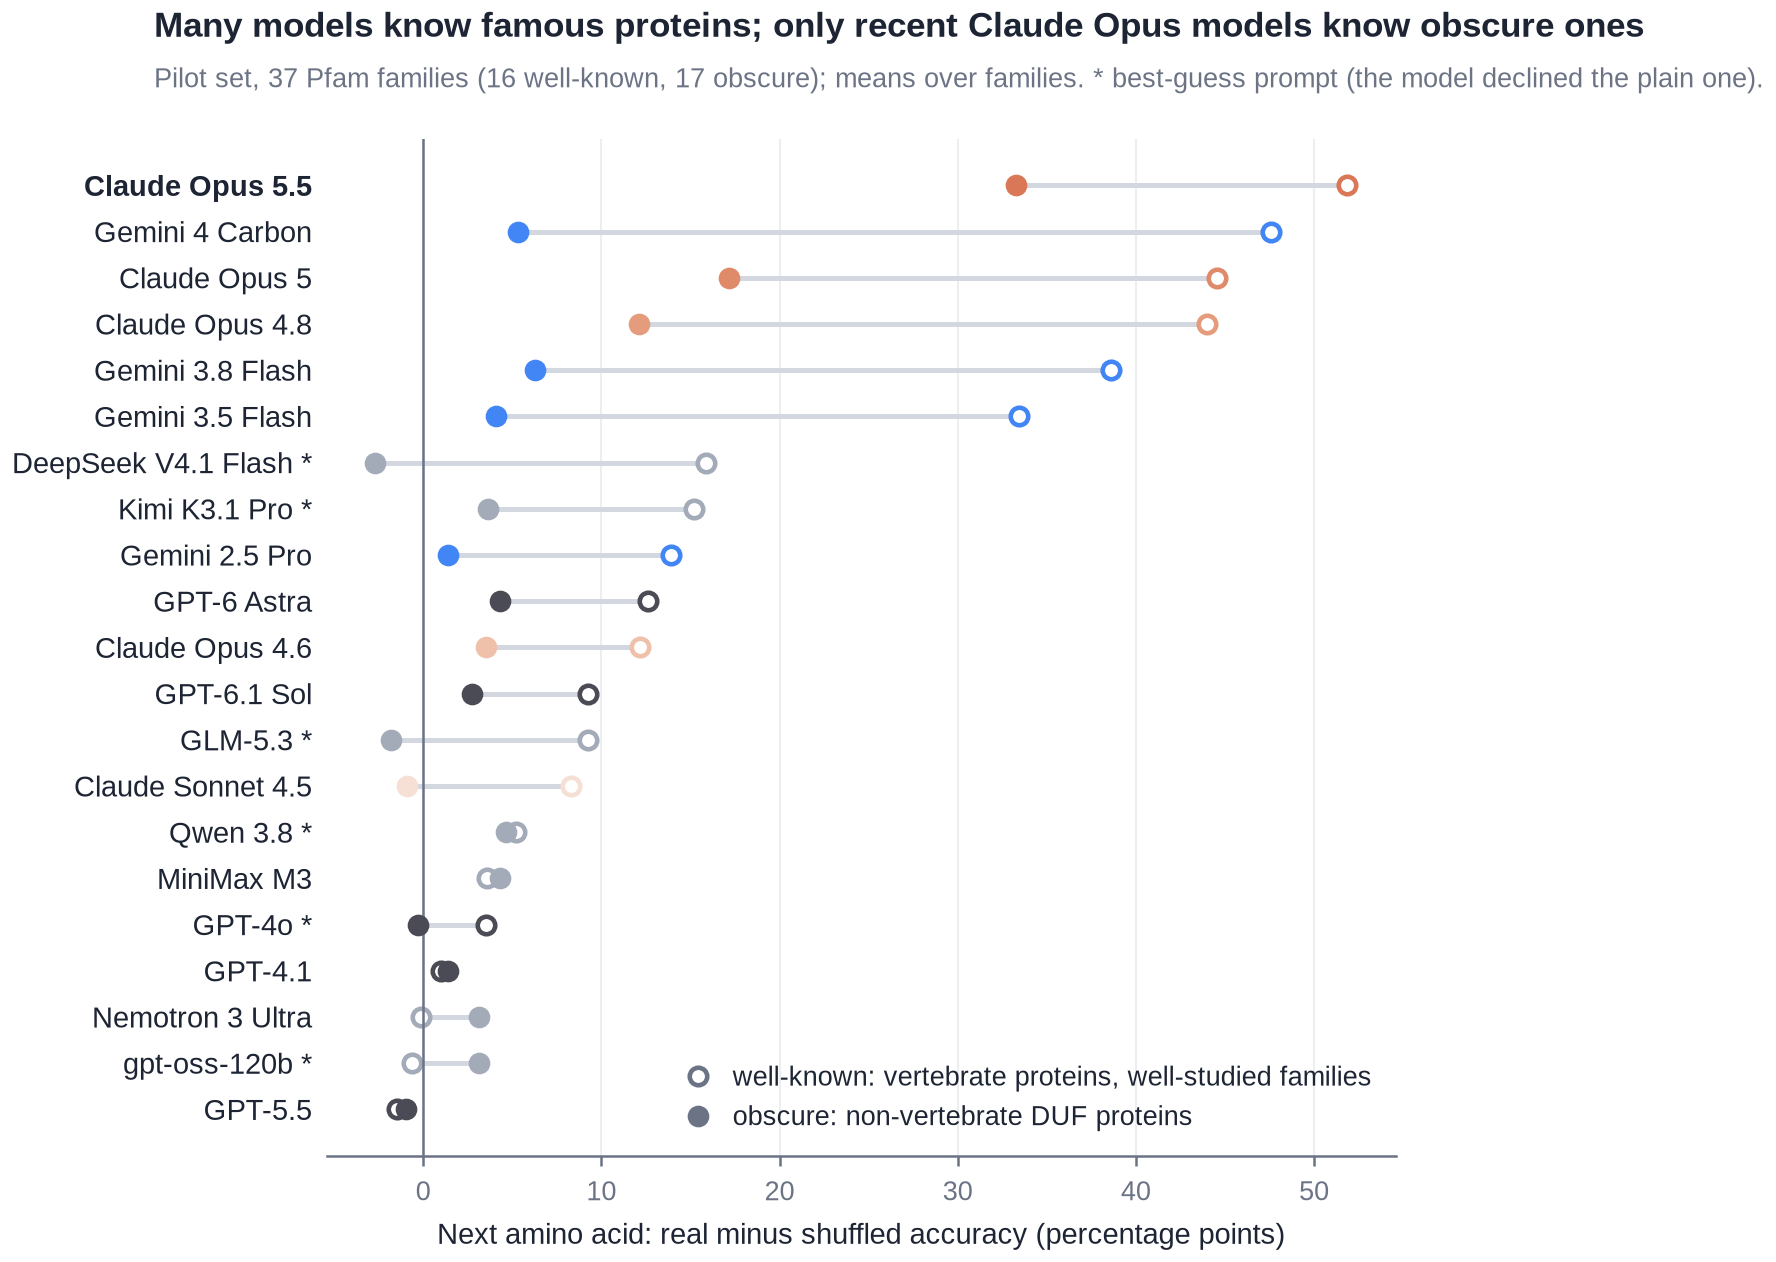 Many models know famous proteins; only recent Claude Opus models know obscure ones
Pilot set, 37 Pfam families (16 well-known, 17 obscure); means over families. * best-guess prompt (the model declined the plain one).
Claude Opus 5.5
Gemini 4 Carbon
Claude Opus 5
Claude Opus 4.8
Gemini 3.8 Flash
Gemini 3.5 Flash
DeepSeek V4.1 Flash *
Kimi K3.1 Pro *
Gemini 2.5 Pro
GPT-6 Astra
Claude Opus 4.6
GPT-6.1 Sol
GLM-5.3 *
Claude Sonnet 4.5
Qwen 3.8 *
MiniMax M3
GPT-4o *
GPT-4.1
Nemotron 3 Ultra
gpt-oss-120b *
GPT-5.5
well-known: vertebrate proteins, well-studied families
obscure: non-vertebrate DUF proteins
0 10 20 30 40 50
Next amino acid: real minus shuffled accuracy (percentage points)